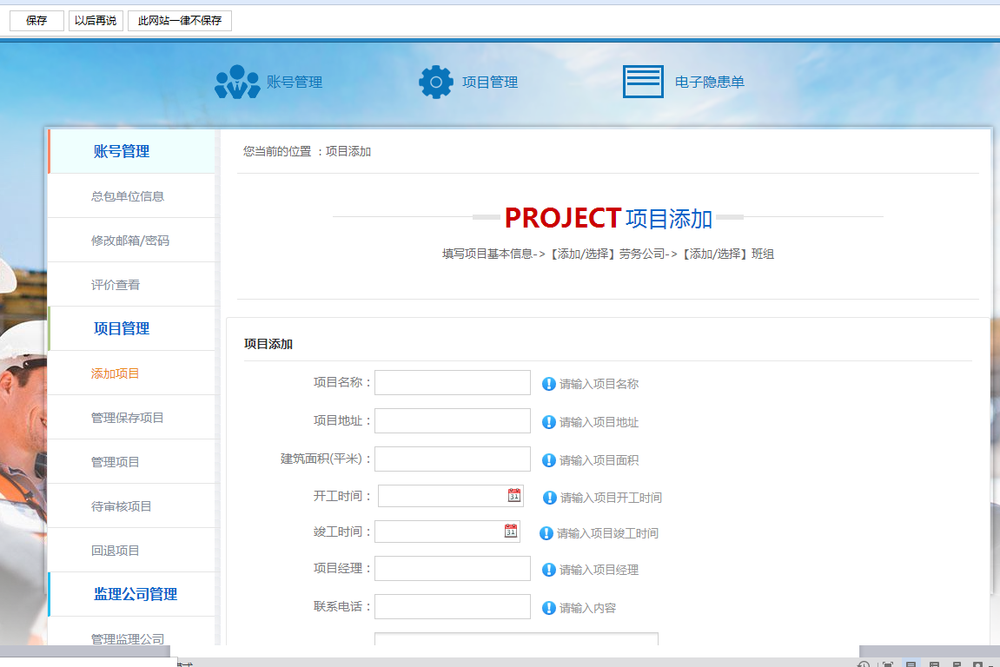 保存 以后再说 此网站一律不保存
账号管理 项目管理 电子隐患单
账号管理
总包单位信息
修改邮箱/密码
评价查看
项目管理
添加项目
管理保存项目
管理项目
待审核项目
回退项目
监理公司管理
管理监理公司
您当前的位置 ：项目添加
PROJECT 项目添加
填写项目基本信息->【添加/选择】劳务公司->【添加/选择】班组
项目添加
项目名称： 请输入项目名称
项目地址： 请输入项目地址
建筑面积(平米)： 请输入项目面积
开工时间： 31 请输入项目开工时间
竣工时间： 31 请输入项目竣工时间
项目经理： 请输入项目经理
联系电话： 请输入内容